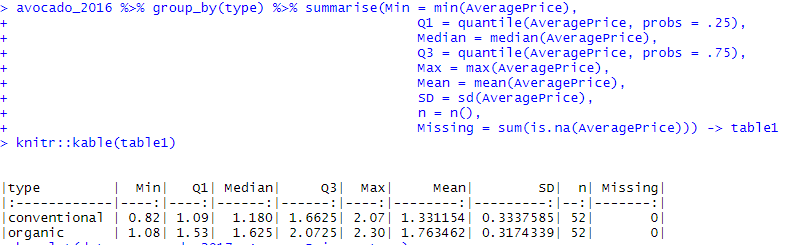 > avocado_2016 %>% group_by(type) %>% summarise(Min = min(AveragePrice),
+ Q1 = quantile(AveragePrice, probs = .25),
+ Median = median(AveragePrice),
+ Q3 = quantile(AveragePrice, probs = .75),
+ Max = max(AveragePrice),
+ Mean = mean(AveragePrice),
+ SD = sd(AveragePrice),
+ n = n(),
+ Missing = sum(is.na(AveragePrice))) -> table1
> knitr::kable(table1)
|type | Min| Q1| Median| Q3| Max| Mean| SD| n| Missing|
|:------------|----:|----:|------:|------:|----:|--------:|---------:|--:|-------:|
|conventional | 0.82| 1.09| 1.180| 1.6625| 2.07| 1.331154| 0.3337585| 52| 0|
|organic | 1.08| 1.53| 1.625| 2.0725| 2.30| 1.763462| 0.3174339| 52| 0|